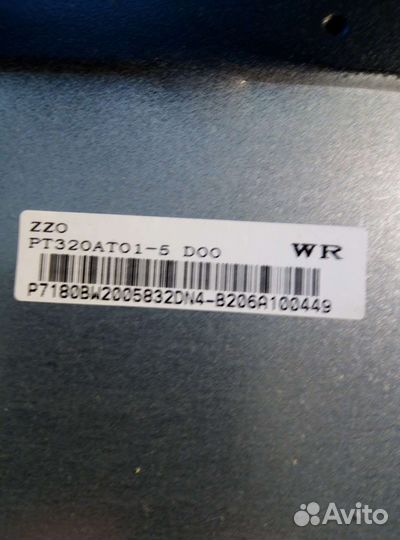 ZZO
PT320AT01-5 D00 WR
P7180BW2005832DN4-B206A100449
Avito